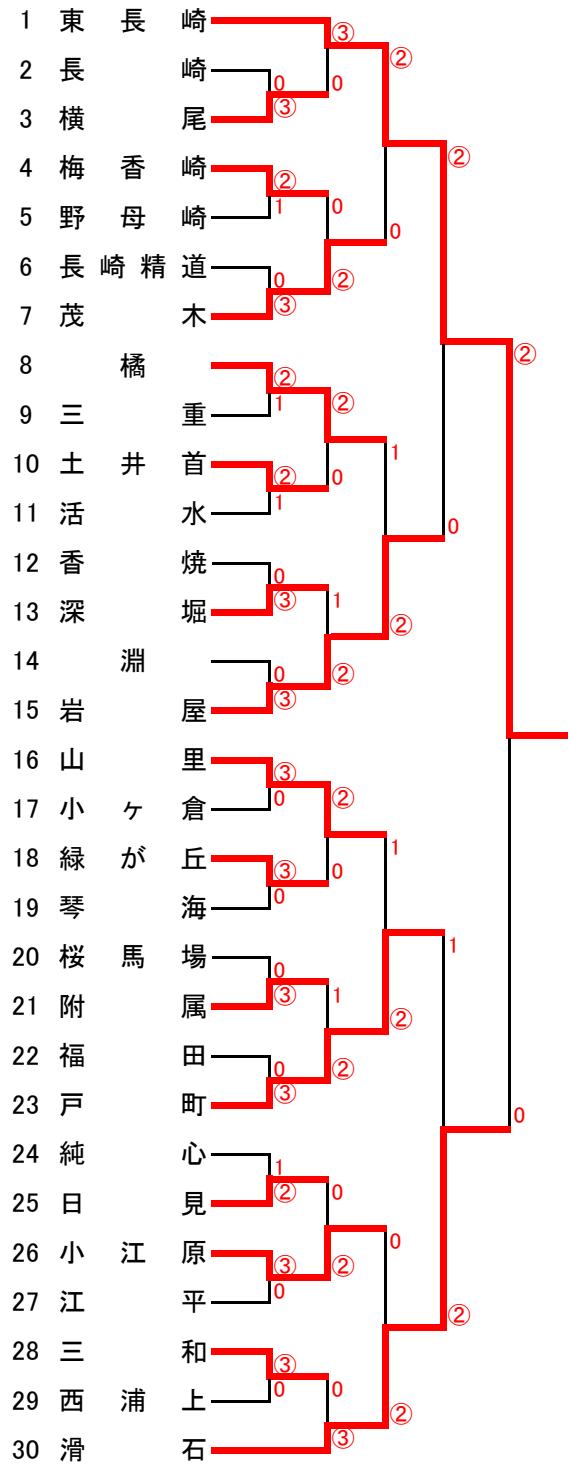 1 東長崎
③
②
2 長崎
0
0
3 横尾
③
②
4 梅香崎
②
5 野母崎
1
0
0
6 長崎精道
0
②
7 茂木
③
②
8 橘
②
9 三重
1
②
1
10 土井首
②
0
11 活水
1
0
12 香焼
0
13 深堀
③
1
②
14 淵
0
②
15 岩屋
③
16 山里
③
17 小ヶ倉
0
②
1
18 緑が丘
③
0
19 琴海
0
1
20 桜馬場
0
21 附属
③
1
②
22 福田
0
②
23 戸町
③
0
24 純心
1
25 日見
②
0
0
26 小江原
③
②
27 江平
0
②
28 三和
③
29 西浦上
0
0
②
30 滑石
③